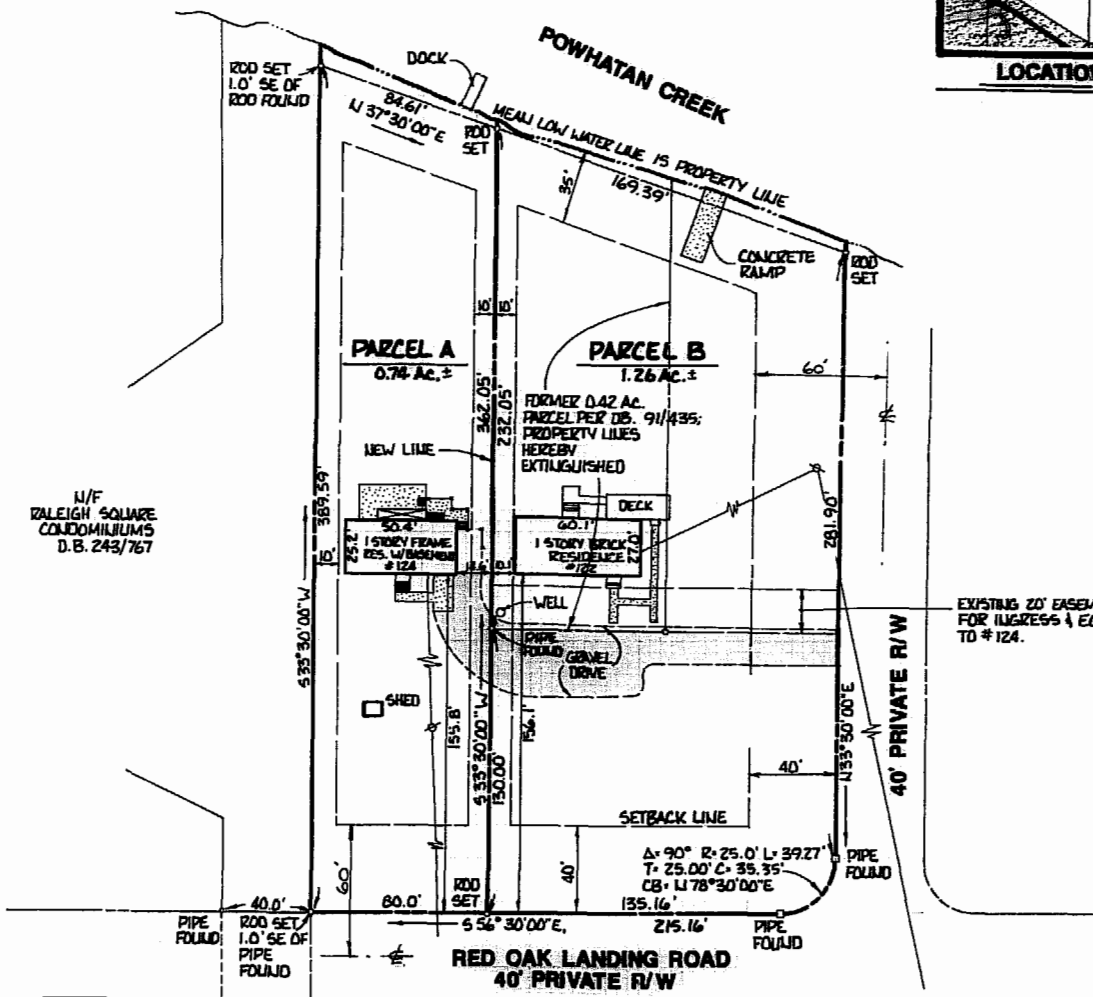 LOCATION
POWHATAN CREEK
DOCK
ROD SET
1.0' SE OF
ROD FOUND
84.61'
N 37°30'00"E
ROD
SET
MEAN LOW WATER LINE IS PROPERTY LINE
35'
169.39'
CONCRETE
RAMP
ROD
SET
10'
10'
PARCEL A
0.74 Ac.±
PARCEL B
1.26 Ac.±
60'
362.05'
232.05'
FORMER 0.42 AC.
PARCEL PER DB. 91/435;
PROPERTY LINES
HEREBY
EXTINGUISHED
NEW LINE
N/F
RALEIGH SQUARE
CONDOMINIUMS
D.B. 243/767
389.59'
S 33°30'00"W
10'
50.4'
25.2'
1 STORY FRAME
RES. W/BASEMENT
#124
10.1'
DECK
60.1'
27.0'
1 STORY BRICK
RESIDENCE
#122
281.90'
WELL
PIPE
FOUND
GRAVEL
DRIVE
EXISTING 20' EASEM
FOR INGRESS & EG
TO #124.
40' PRIVATE R/W
N33°30'00"E
SHED
155.8'
S 33°30'00"W
130.00'
156.1'
40'
SETBACK LINE
60'
40'
Δ= 90° R= 25.0' L= 39.27'
T= 25.00' C= 35.35'
CB= N 78°30'00"E
PIPE
FOUND
40.0'
PIPE
FOUND
ROD SET
1.0' SE OF
PIPE
FOUND
80.0'
ROD
SET
135.16'
S 56°30'00"E,
215.16'
PIPE
FOUND
RED OAK LANDING ROAD
40' PRIVATE R/W